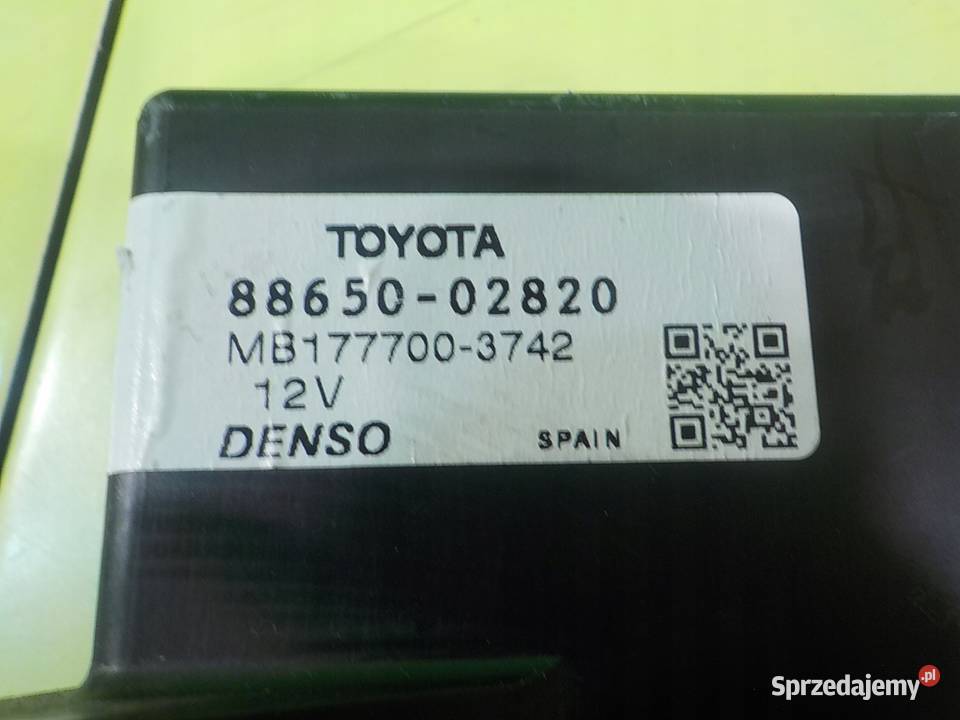 TOYOTA
88650-02820
MB177700-3742
12V
DENSO SPAIN
Sprzedajemy.pl